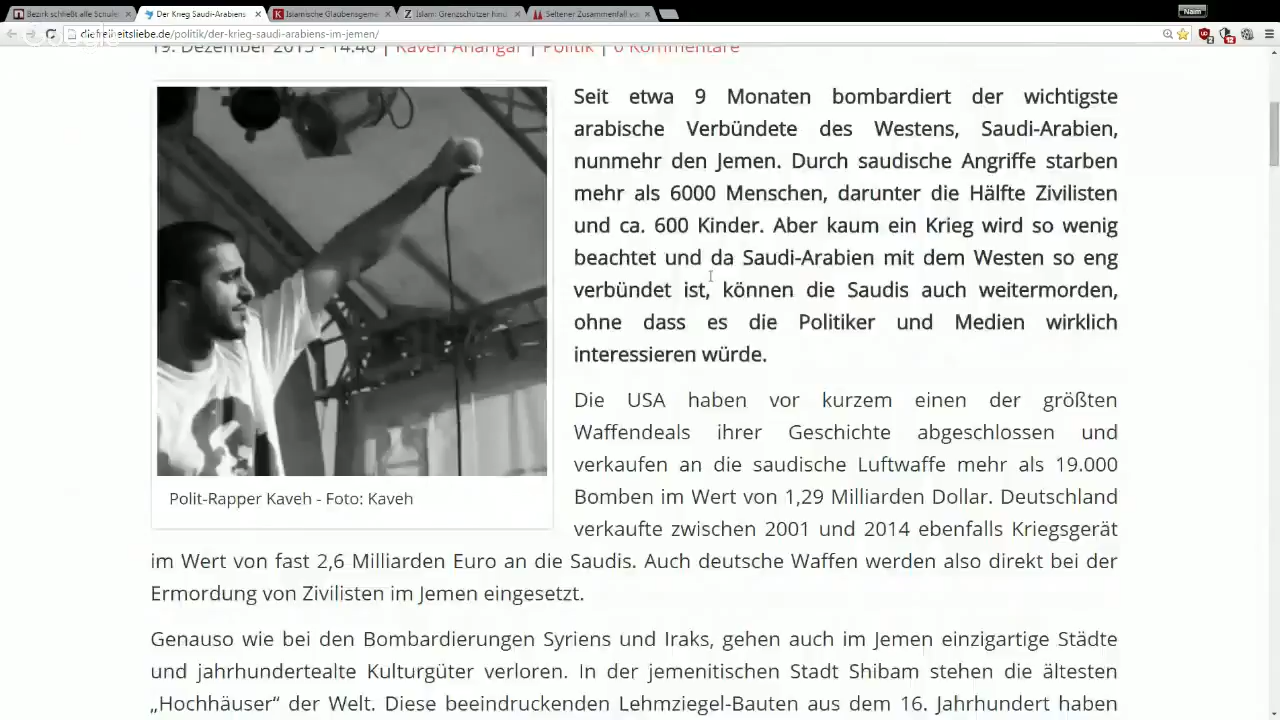 Bezirk schließt alle Schulen
Der Krieg Saudi-Arabiens
Islamische Glaubensgeme
Islam: Grenzschützer hind
Seltener Zusammenfall vo
Naim
diefreiheitsliebe.de/politik/der-krieg-saudi-arabiens-im-jemen/
19. Dezember 2015 - 14:46 | Kaveh Ahangar | Politik | 0 Kommentare
Seit etwa 9 Monaten bombardiert der wichtigste
arabische Verbündete des Westens, Saudi-Arabien,
nunmehr den Jemen. Durch saudische Angriffe starben
mehr als 6000 Menschen, darunter die Hälfte Zivilisten
und ca. 600 Kinder. Aber kaum ein Krieg wird so wenig
beachtet und da Saudi-Arabien mit dem Westen so eng
verbündet ist, können die Saudis auch weitermorden,
ohne dass es die Politiker und Medien wirklich
interessieren würde.
Polit-Rapper Kaveh - Foto: Kaveh
Die USA haben vor kurzem einen der größten
Waffendeals ihrer Geschichte abgeschlossen und
verkaufen an die saudische Luftwaffe mehr als 19.000
Bomben im Wert von 1,29 Milliarden Dollar. Deutschland
verkaufte zwischen 2001 und 2014 ebenfalls Kriegsgerät
im Wert von fast 2,6 Milliarden Euro an die Saudis. Auch deutsche Waffen werden also direkt bei der
Ermordung von Zivilisten im Jemen eingesetzt.
Genauso wie bei den Bombardierungen Syriens und Iraks, gehen auch im Jemen einzigartige Städte
und jahrhundertealte Kulturgüter verloren. In der jemenitischen Stadt Shibam stehen die ältesten
„Hochhäuser“ der Welt. Diese beeindruckenden Lehmziegel-Bauten aus dem 16. Jahrhundert haben